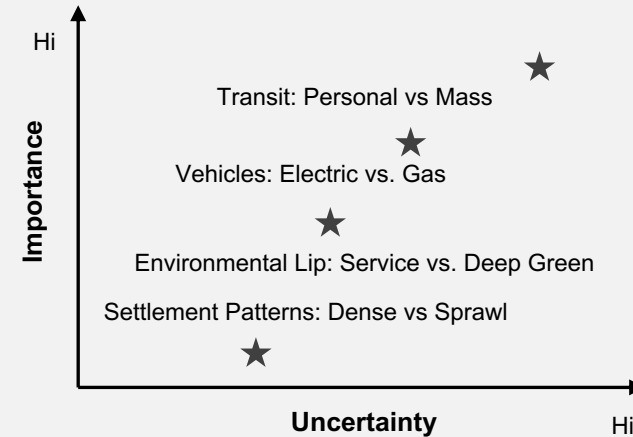 Hi
Transit: Personal vs Mass
Vehicles: Electric vs. Gas
Importance
Environmental Lip: Service vs. Deep Green
Settlement Patterns: Dense vs Sprawl
Uncertainty
Hi